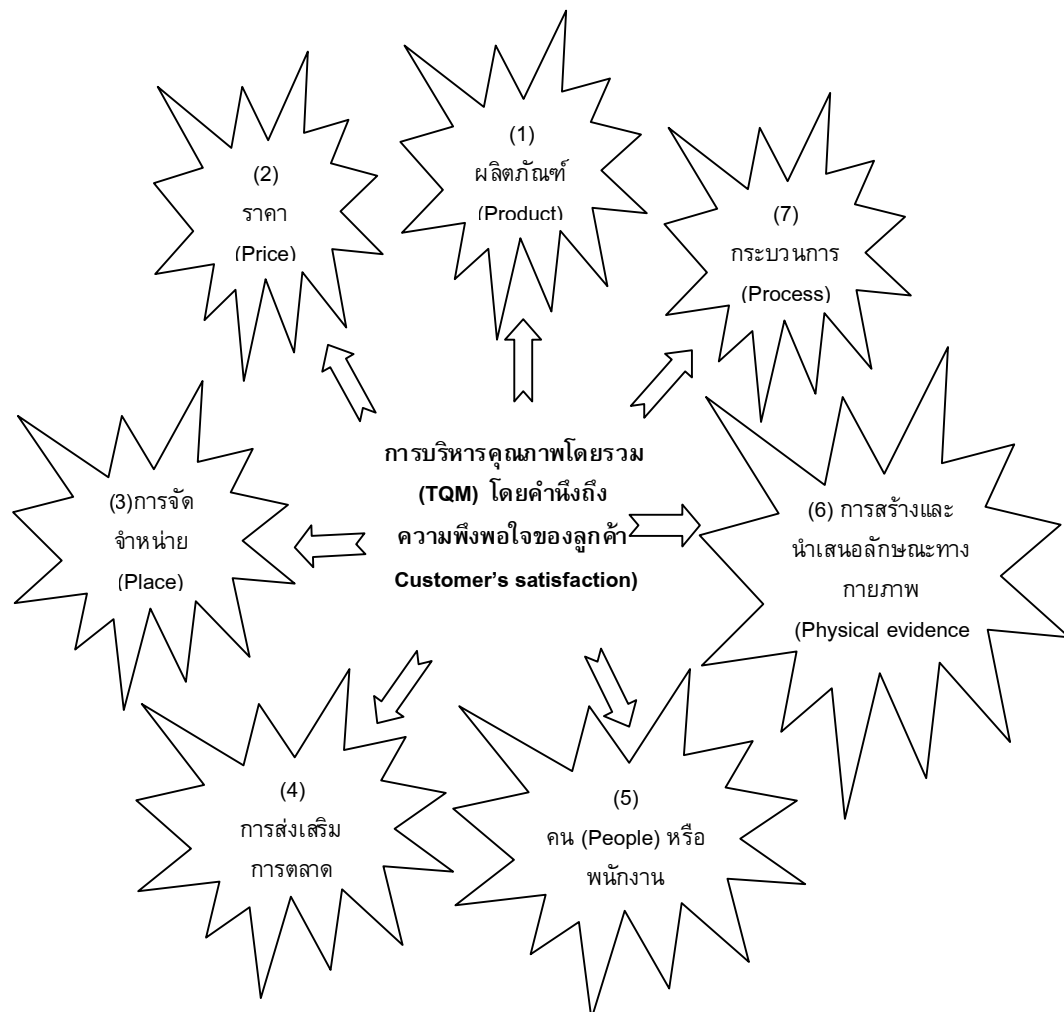 การบริหารคุณภาพโดยรวม
(TQM) โดยคำนึงถึง
ความพึงพอใจของลูกค้า
Customer's satisfaction)
(1)
ผลิตภัณฑ์
(Product)
(2)
ราคา
(Price)
(3)การจัด
จำหน่าย
(Place)
(4)
การส่งเสริม
การตลาด
(5)
คน (People) หรือ
พนักงาน
(6) การสร้างและ
นำเสนอลักษณะทาง
กายภาพ
(Physical evidence
(7)
กระบวนการ
(Process)